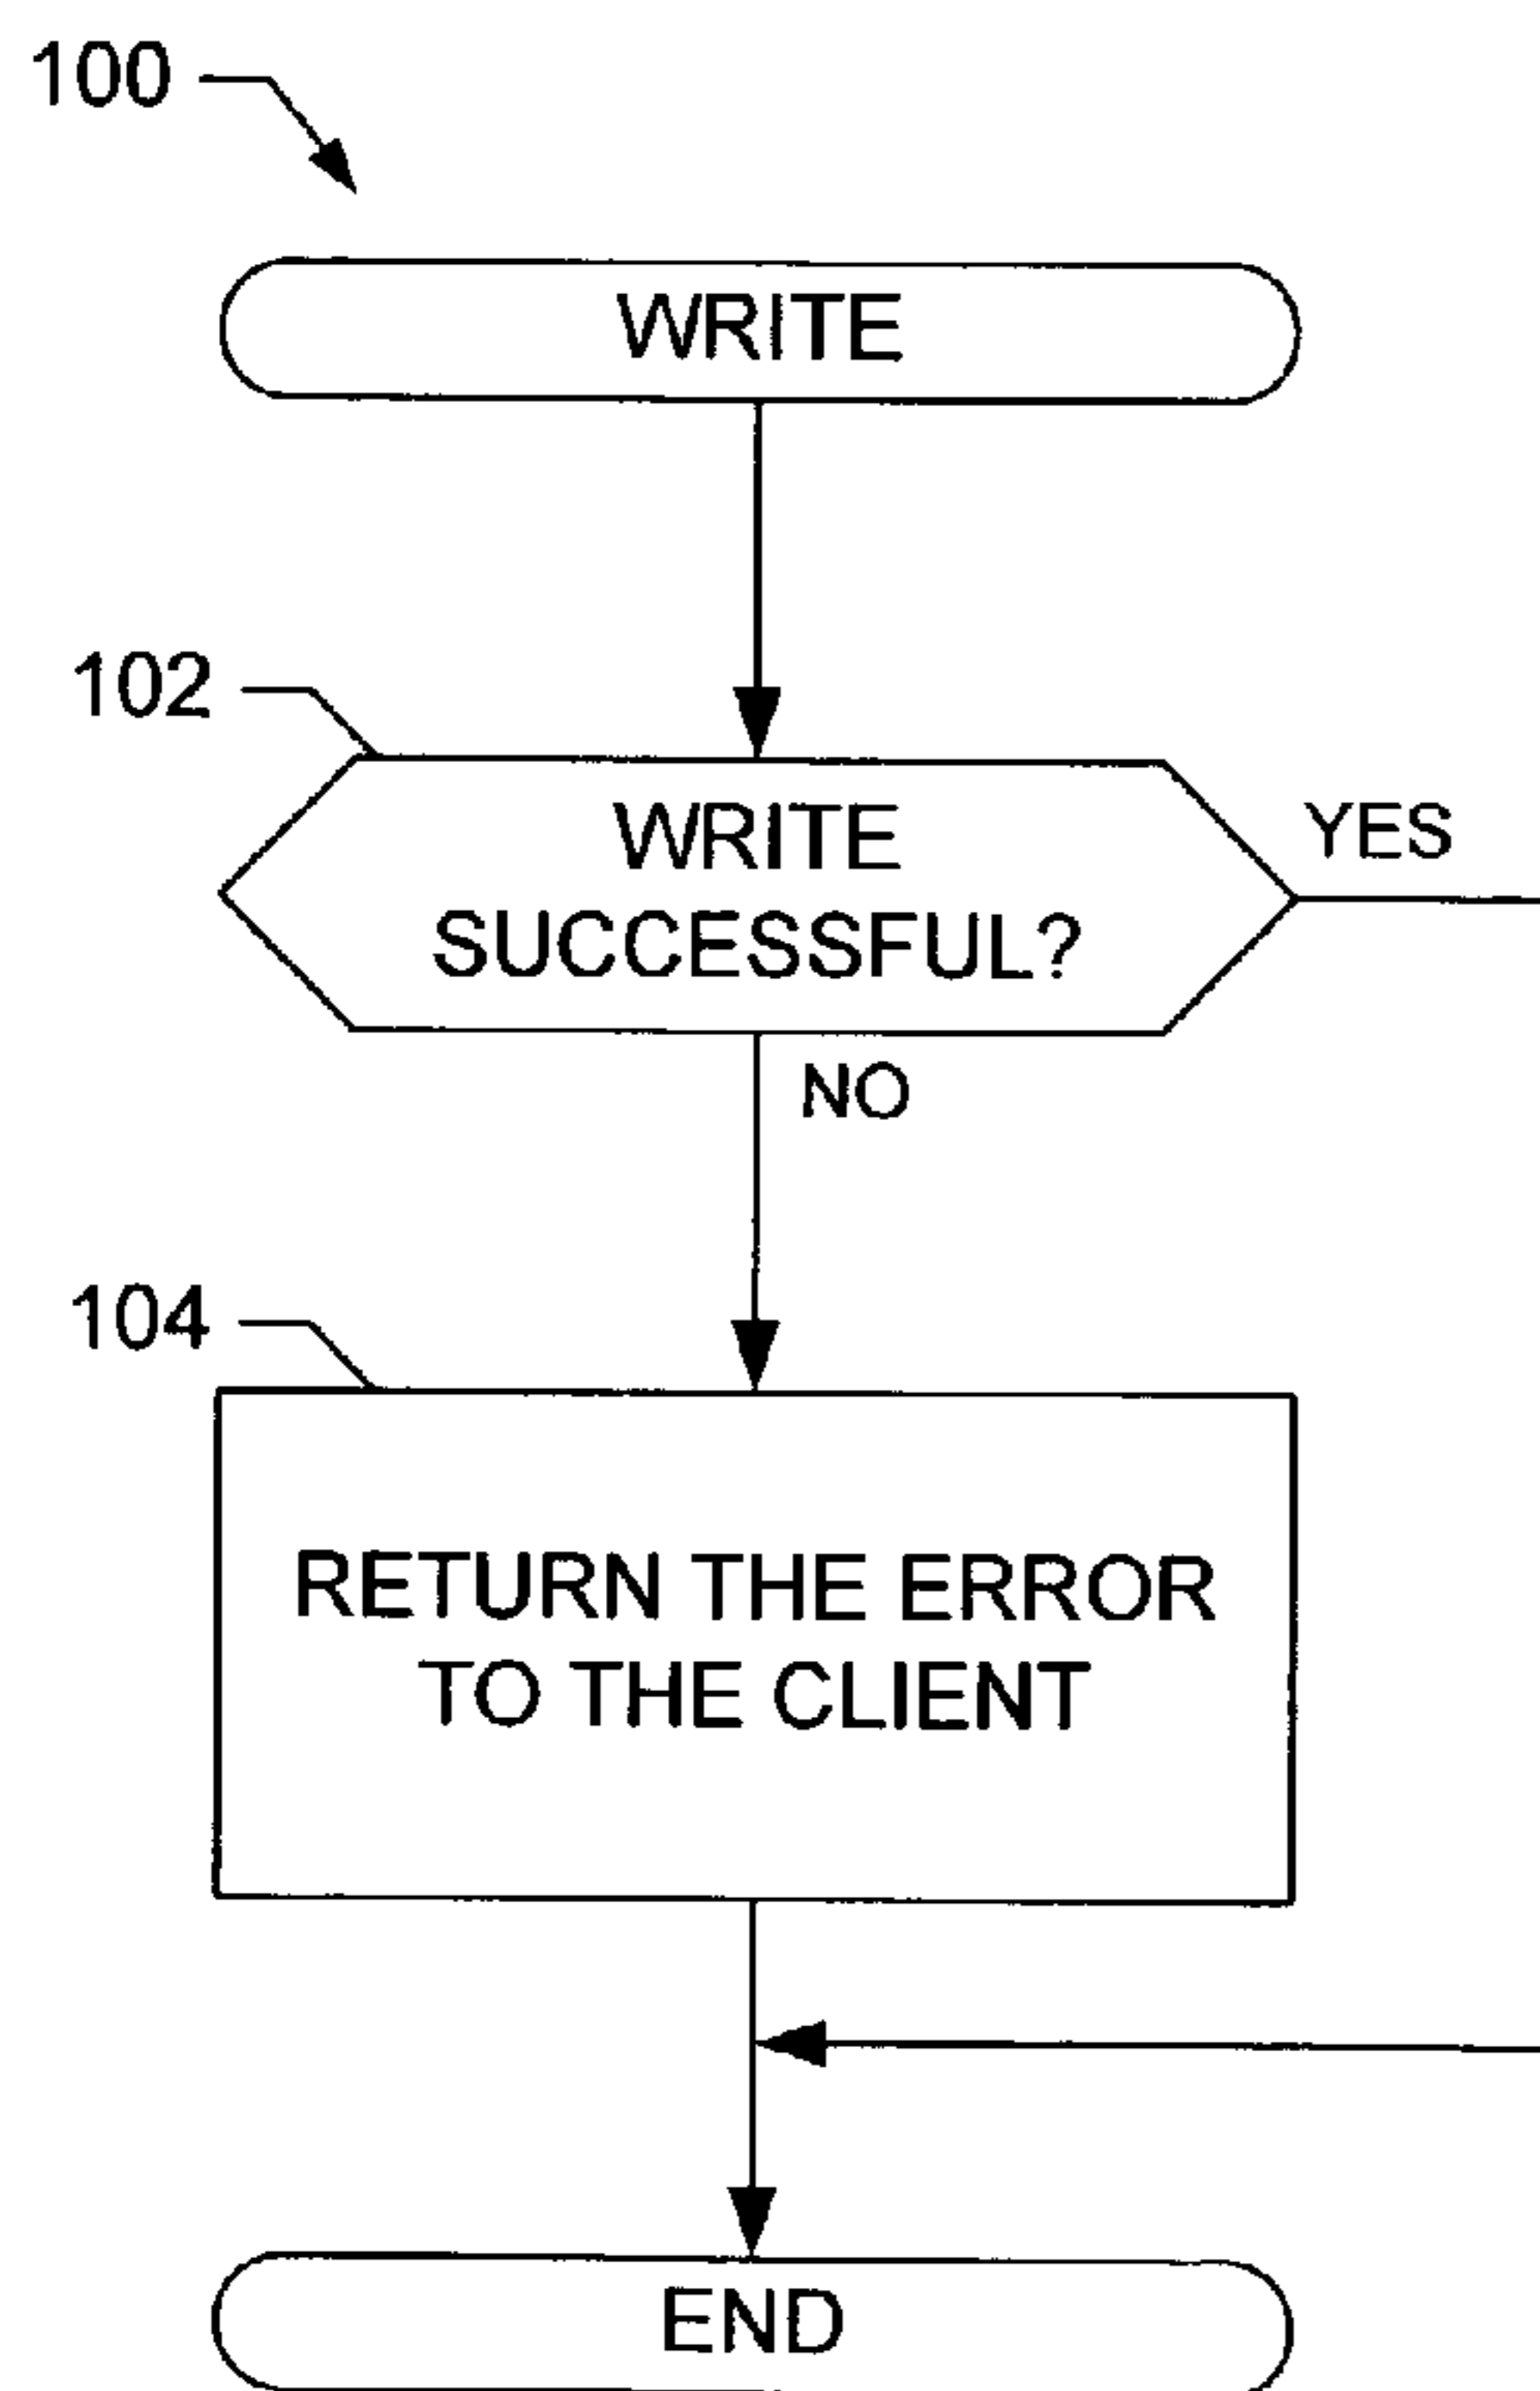 100
WRITE
102
WRITE
SUCCESSFUL?
YES
NO
104
RETURN THE ERROR
TO THE CLIENT
END